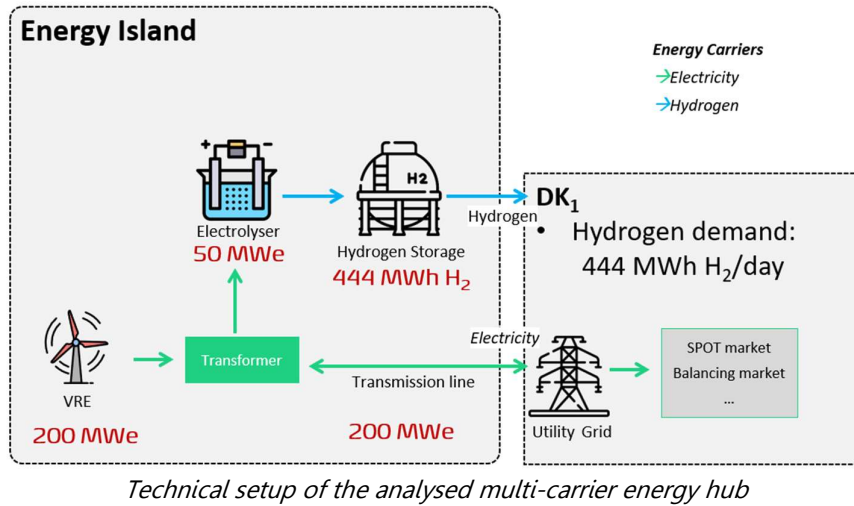 Energy Island
Energy Carriers
Electricity
Hydrogen
+ −
H2
Electrolyser
50 MWe
Hydrogen Storage
444 MWh H₂
Hydrogen
DK₁
• Hydrogen demand:
444 MWh H₂/day
VRE
200 MWe
Transformer
Electricity
Transmission line
200 MWe
Utility Grid
SPOT market
Balancing market
...
Technical setup of the analysed multi-carrier energy hub